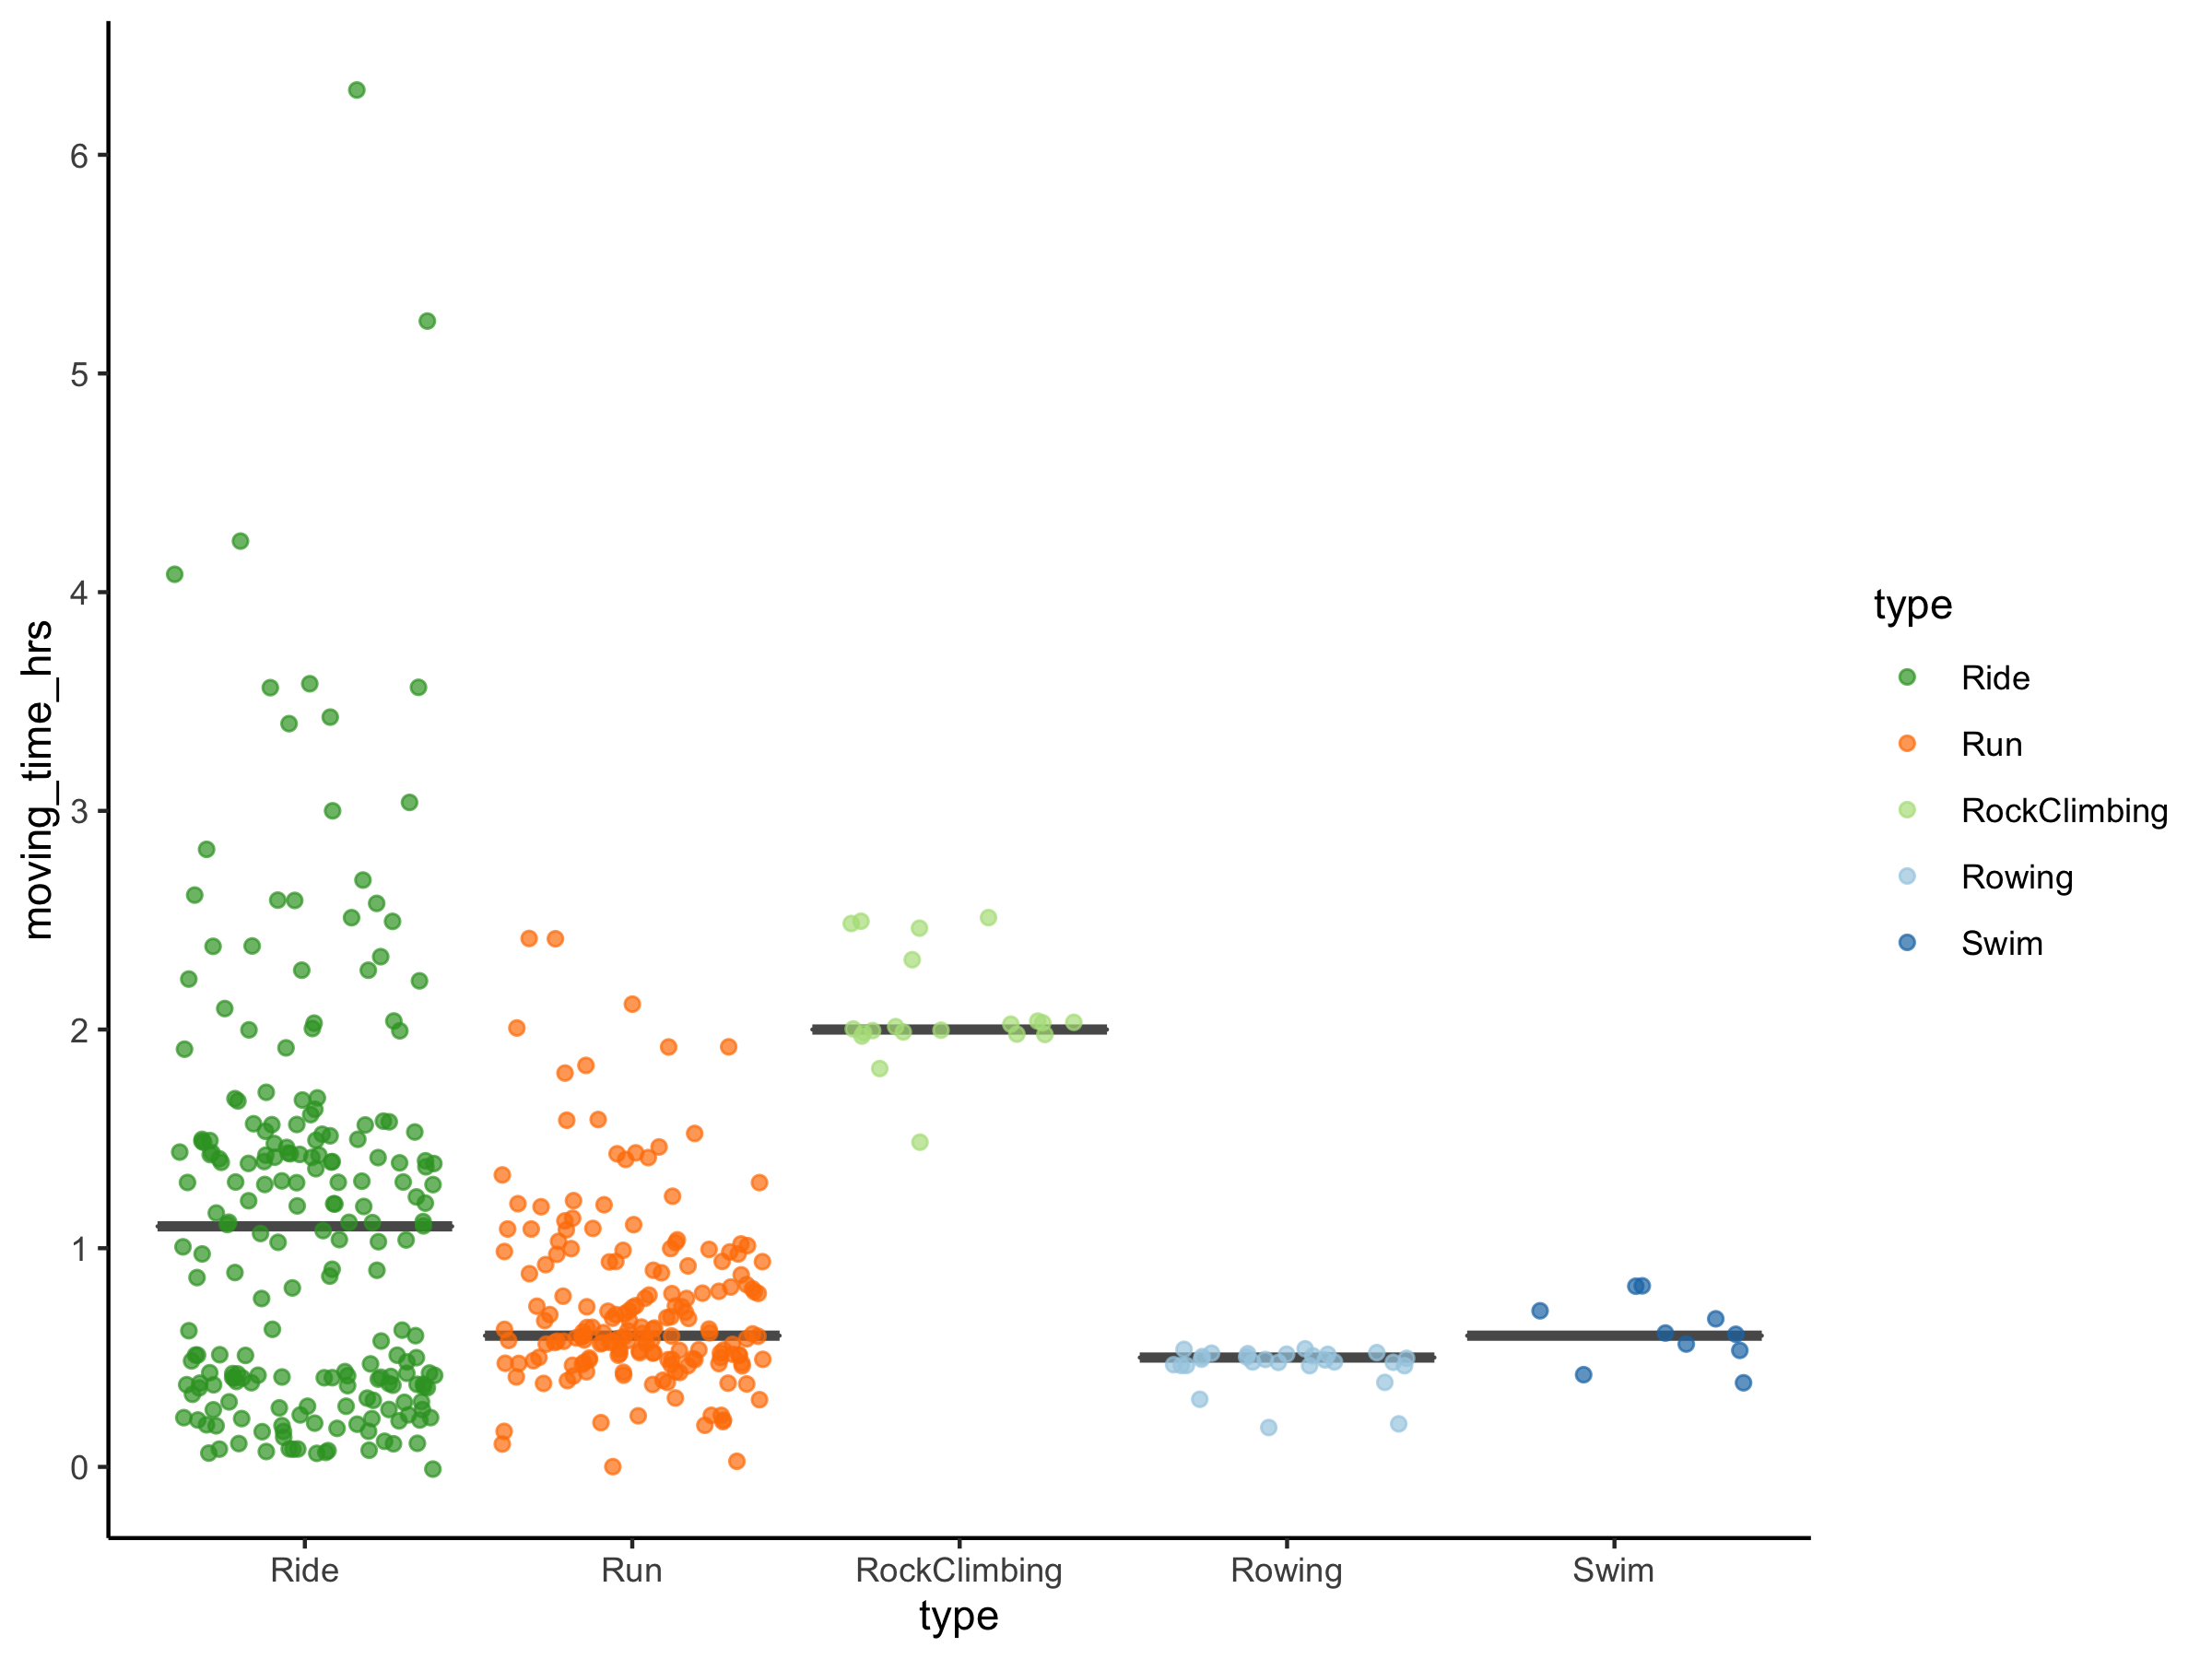 moving_time_hrs
6
5
4
3
2
1
0
Ride Run RockClimbing Rowing Swim
type
type
Ride
Run
RockClimbing
Rowing
Swim